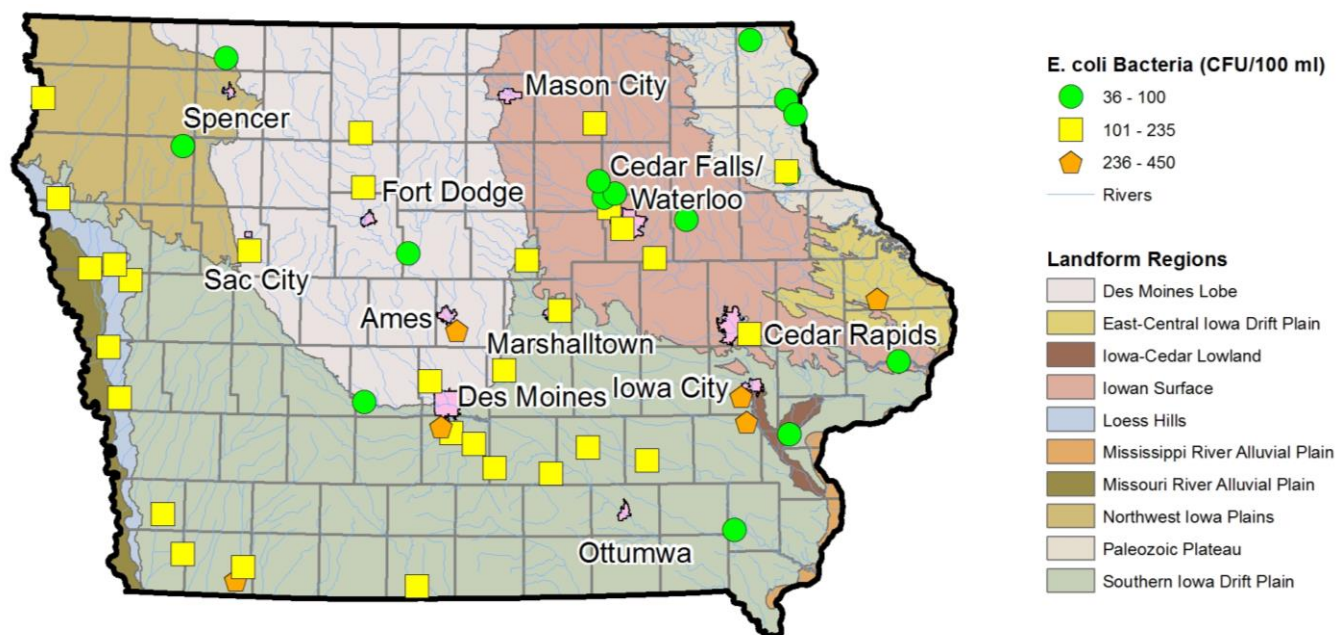 Mason City
Spencer
Cedar Falls/
Waterloo
Fort Dodge
Sac City
Ames
Marshalltown
Cedar Rapids
Des Moines
Iowa City
Ottumwa
E. coli Bacteria (CFU/100 ml)
36 - 100
101 - 235
236 - 450
Rivers
Landform Regions
Des Moines Lobe
East-Central Iowa Drift Plain
Iowa-Cedar Lowland
Iowan Surface
Loess Hills
Mississippi River Alluvial Plain
Missouri River Alluvial Plain
Northwest Iowa Plains
Paleozoic Plateau
Southern Iowa Drift Plain